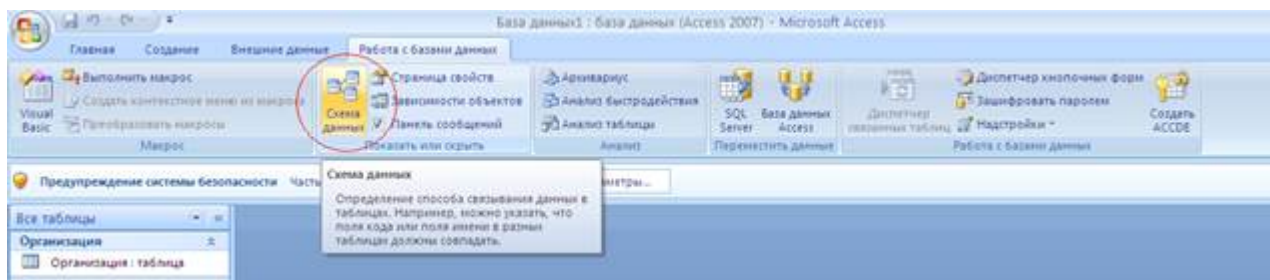 База данных1 : база данных (Access 2007) - Microsoft Access
Главная Создание Внешние данные Работа с базами данных
Visual Basic
Выполнить макрос
Создать контекстное меню из макроса
Преобразовать макросы
Макрос
Схема данных
Страница свойств
Зависимости объектов
Панель сообщений
Показать или скрыть
Архивариус
Анализ быстродействия
Анализ таблицы
Анализ
SQL Server
База данных Access
Переместить данные
Диспетчер связанных таблиц
Диспетчер кнопочных форм
Зашифровать паролем
Надстройки
Создать ACCDE
Работа с базами данных
Предупреждение системы безопасности Часть
Схема данных
Определение способа связывания данных в
таблицах. Например, можно указать, что
поля кода или поля имени в разных
таблицах должны совпадать.
Все таблицы
Организация
Организация : таблица